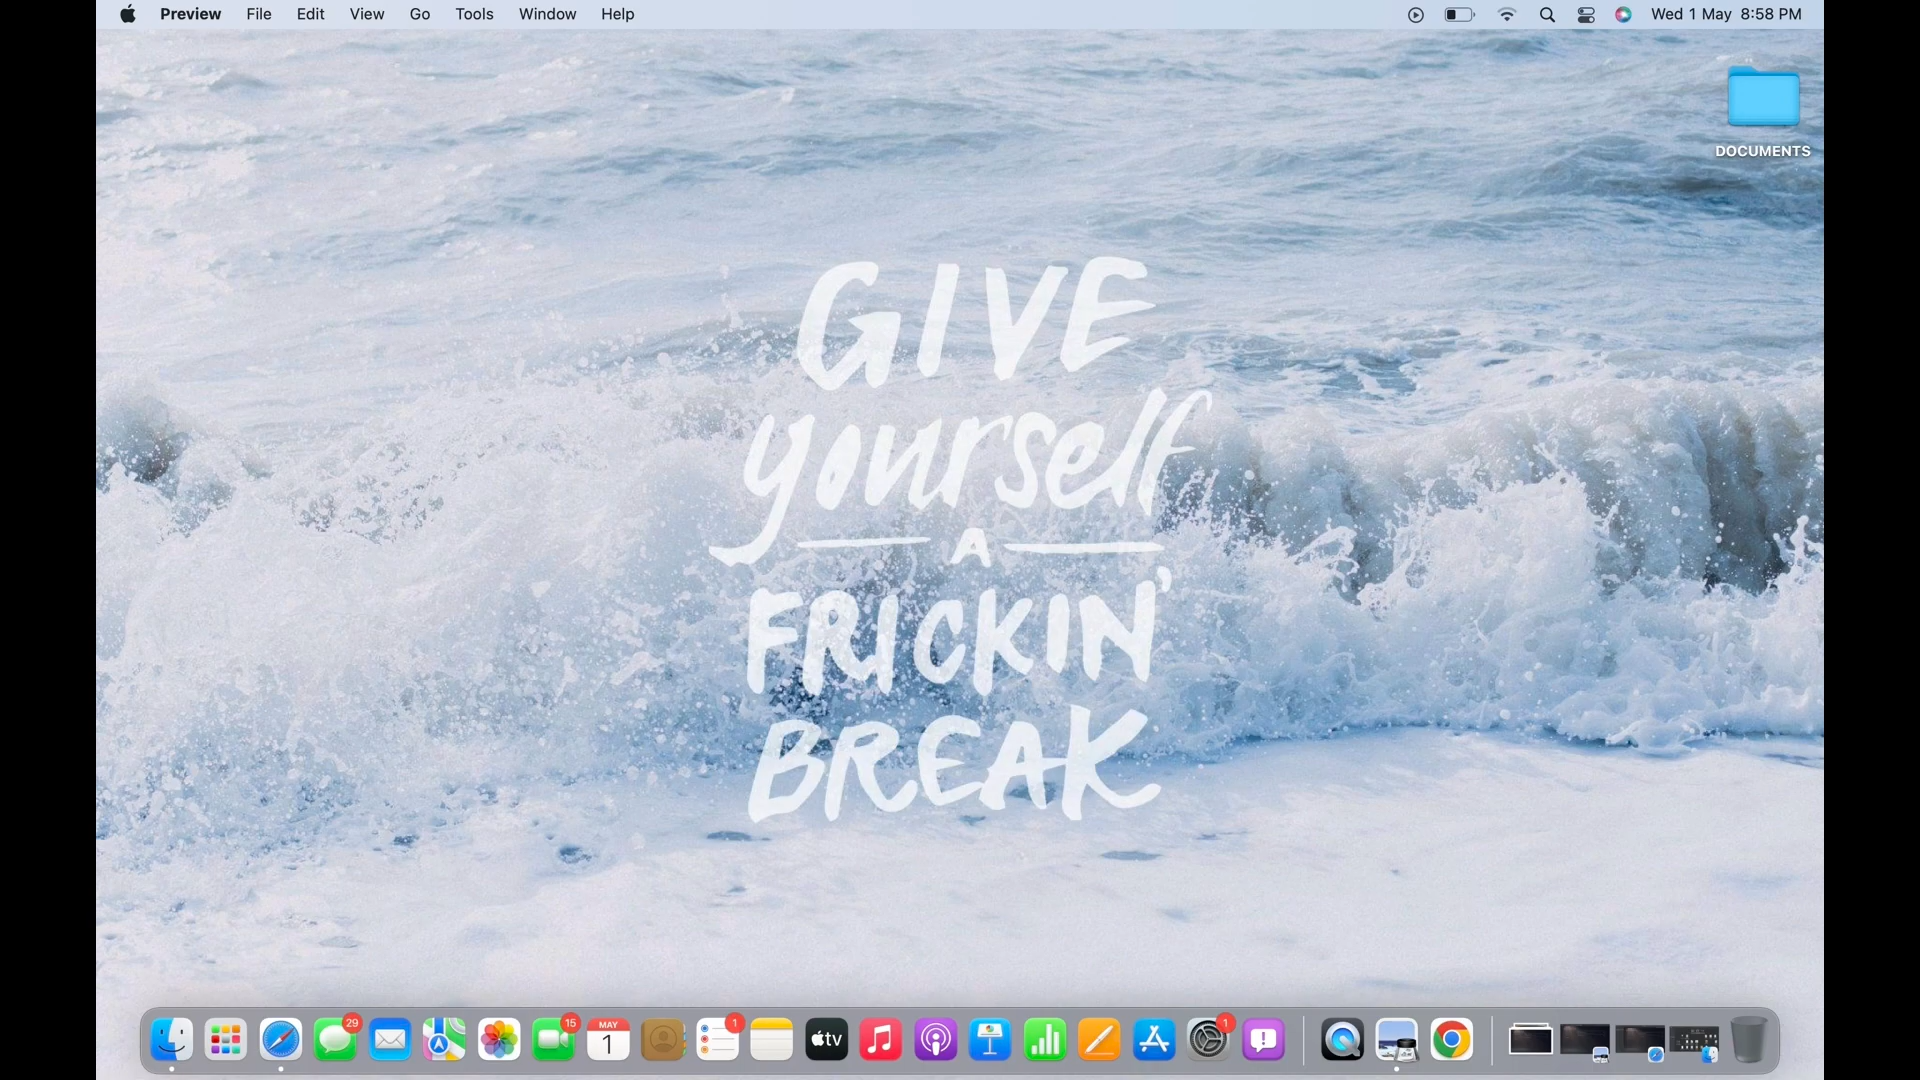 Preview File Edit View Go Tools Window Help Wed 1 May 8:58 PM
DOCUMENTS
GIVE
yourself
A
FRICKIN'
BREAK
29
15
MAY
1
1
tv
1